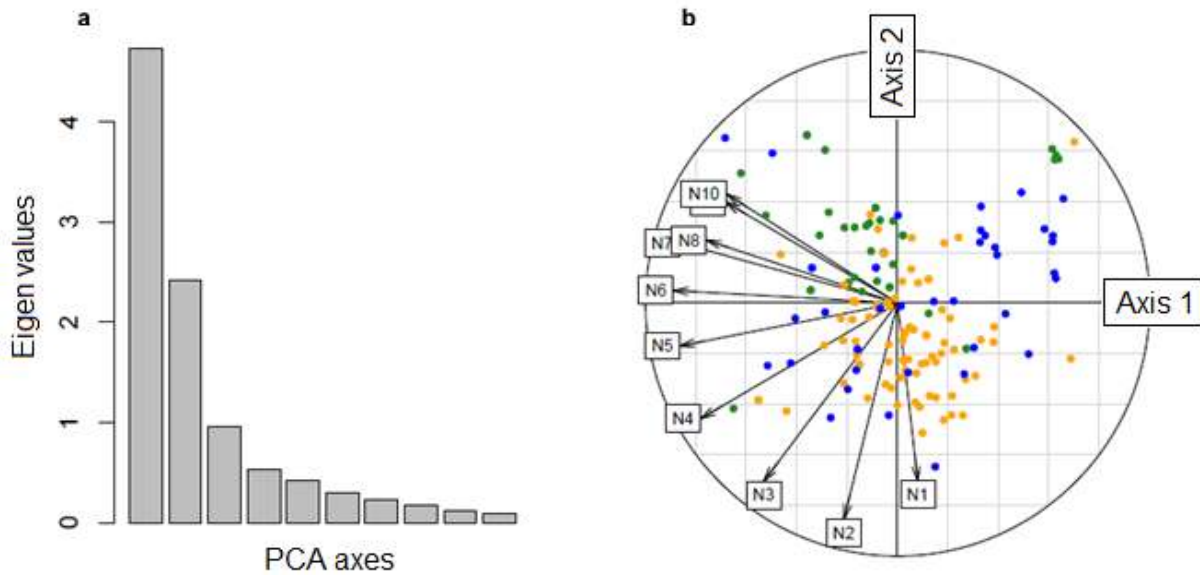 a
Eigen values
4
3
2
1
0
PCA axes
b
Axis 2
Axis 1
N10
N7
N8
N6
N5
N4
N3
N2
N1